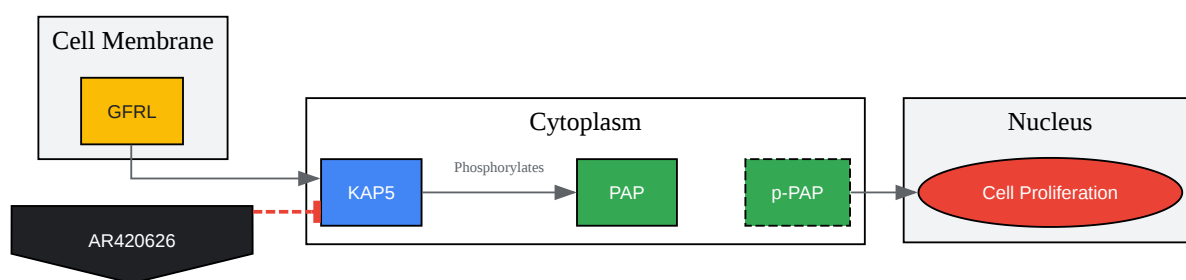 Cell Membrane
GFRL
AR420626
Cytoplasm
KAP5
Phosphorylates
PAP
p-PAP
Nucleus
Cell Proliferation